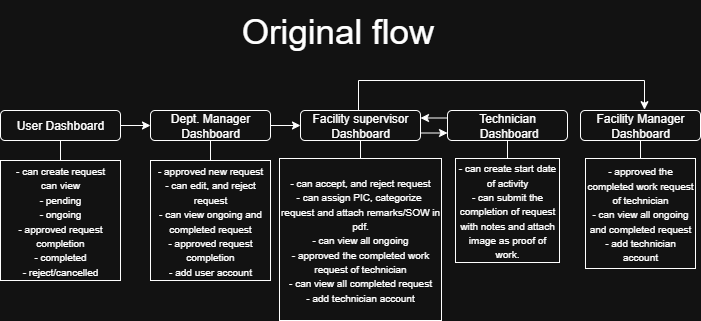 Original flow
User Dashboard
Dept. Manager
Dashboard
Facility supervisor
Dashboard
Technician
Dashboard
Facility Manager
Dashboard
- can create request
can view
- pending
- ongoing
- approved request
completion
- completed
- reject/cancelled
- approved new request
- can edit, and reject
request
- can view ongoing and
completed request
- approved request
completion
- add user account
- can accept, and reject request
- can assign PIC, categorize
request and attach remarks/SOW in
pdf.
- can view all ongoing
- approved the completed work
request of technician
- can view all completed request
- add technician account
- can create start date
of activity
- can submit the
completion of request
with notes and attach
image as proof of
work.
- approved the
completed work request
of technician
- can view all ongoing
and completed request
- add technician
account